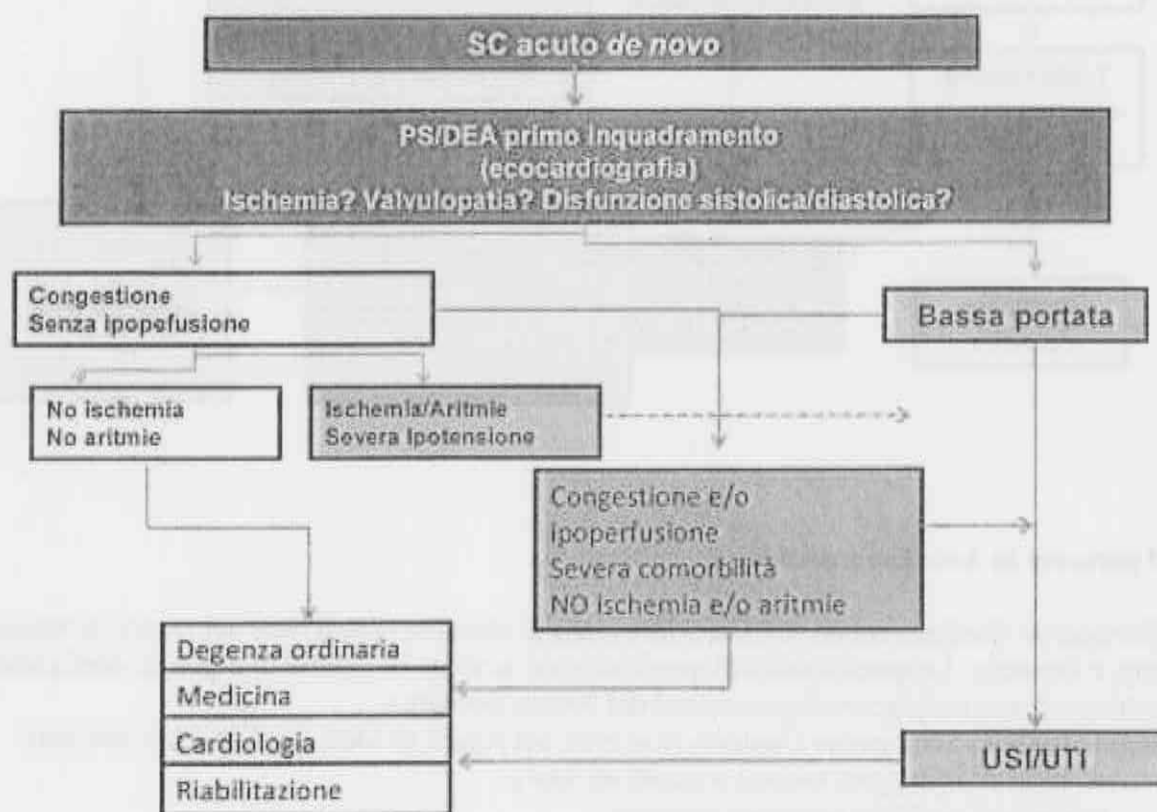 SC acuto de novo
PS/DEA primo Inquadramento
(ecocardiografia)
Ischemia? Valvulopatia? Disfunzione sistolica/diastolica?
Congestione
Senza Ipopefusione
Bassa portata
No ischemia
No aritmie
Ischemia/Aritmie
Severa Ipotensione
Congestione e/o
Ipoperfusione
Severa comorbilità
NO ischemia e/o aritmie
Degenza ordinaria
Medicina
Cardiologia
Riabilitazione
USI/UTI